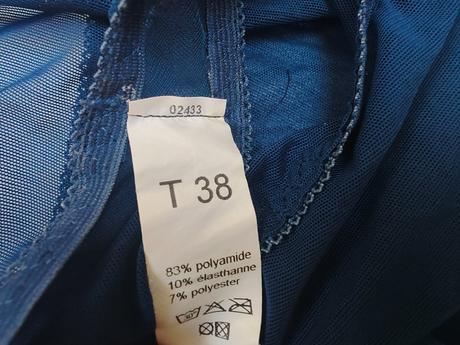 02433
T 38
83% polyamide
10% élasthanne
7% polyester